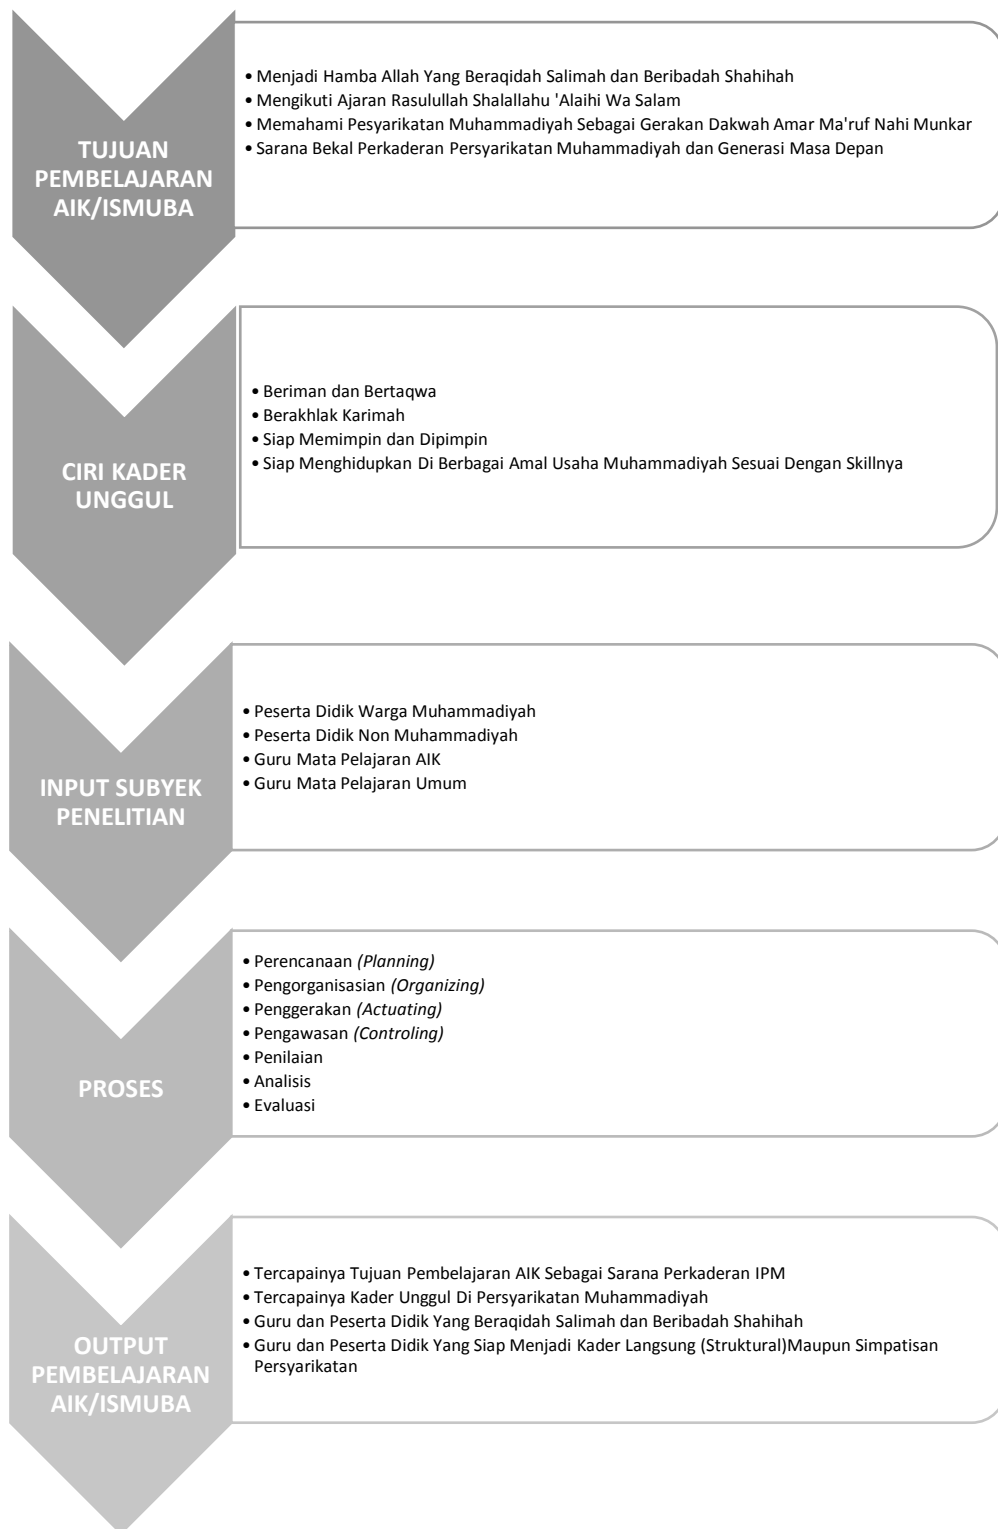 TUJUAN
PEMBELAJARAN
AIK/ISMUBA
• Menjadi Hamba Allah Yang Beraqidah Salimah dan Beribadah Shahihah
• Mengikuti Ajaran Rasulullah Shalallahu 'Alaihi Wa Salam
• Memahami Pesyarikatan Muhammadiyah Sebagai Gerakan Dakwah Amar Ma'ruf Nahi Munkar
• Sarana Bekal Perkaderan Persyarikatan Muhammadiyah dan Generasi Masa Depan
CIRI KADER
UNGGUL
• Beriman dan Bertaqwa
• Berakhlak Karimah
• Siap Memimpin dan Dipimpin
• Siap Menghidupkan Di Berbagai Amal Usaha Muhammadiyah Sesuai Dengan Skillnya
INPUT SUBYEK
PENELITIAN
• Peserta Didik Warga Muhammadiyah
• Peserta Didik Non Muhammadiyah
• Guru Mata Pelajaran AIK
• Guru Mata Pelajaran Umum
PROSES
• Perencanaan (Planning)
• Pengorganisasian (Organizing)
• Penggerakan (Actuating)
• Pengawasan (Controling)
• Penilaian
• Analisis
• Evaluasi
OUTPUT
PEMBELAJARAN
AIK/ISMUBA
• Tercapainya Tujuan Pembelajaran AIK Sebagai Sarana Perkaderan IPM
• Tercapainya Kader Unggul Di Persyarikatan Muhammadiyah
• Guru dan Peserta Didik Yang Beraqidah Salimah dan Beribadah Shahihah
• Guru dan Peserta Didik Yang Siap Menjadi Kader Langsung (Struktural)Maupun Simpatisan
Persyarikatan